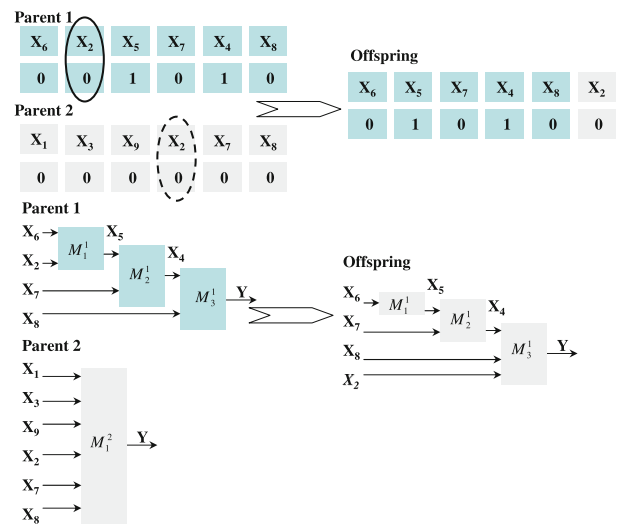 Parent 1
X6 X2 X5 X7 X4 X8
0 0 1 0 1 0
Parent 2
X1 X3 X9 X2 X7 X8
0 0 0 0 0 0
Offspring
X6 X5 X7 X4 X8 X2
0 1 0 1 0 0
Parent 1
X6
X2
X7
X8
M₁¹
X5
M₂¹
X4
M₃¹
Y
Parent 2
X1
X3
X9
X2
X7
X8
M₁²
Y
Offspring
X6
X7
X8
X2
M₁¹
X5
M₂¹
X4
M₃¹
Y